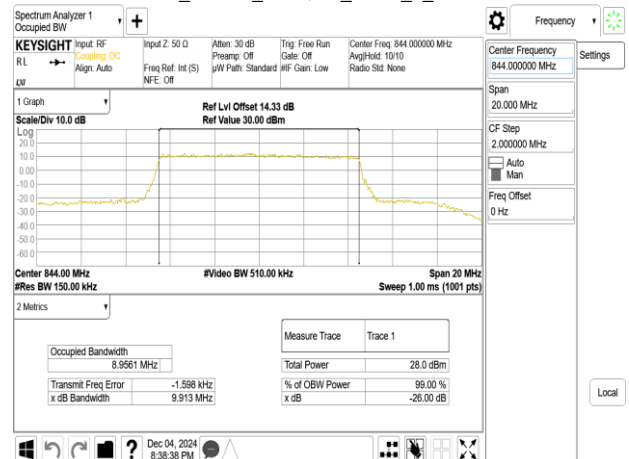 Spectrum Analyzer 1
Occupied BW
Frequency
KEYSIGHT
RL
LXI
Input: RF
Coupling: DC
Align: Auto
Input Z: 50 Ω
Freq Ref: Int (S)
NFE: Off
Atten: 30 dB
Preamp: Off
µW Path: Standard
Trig: Free Run
Gate: Off
#IF Gain: Low
Center Freq: 844.000000 MHz
Avg|Hold: 10/10
Radio Std: None
Center Frequency
844.000000 MHz
Settings
Span
20.000 MHz
CF Step
2.000000 MHz
Auto
Man
Freq Offset
0 Hz
Local
1 Graph
Scale/Div 10.0 dB
Ref Lvl Offset 14.33 dB
Ref Value 30.00 dBm
Log
20.0
10.0
0.00
-10.0
-20.0
-30.0
-40.0
-50.0
-60.0
Center 844.00 MHz
#Video BW 510.00 kHz
Span 20 MHz
#Res BW 150.00 kHz
Sweep 1.00 ms (1001 pts)
2 Metrics
Measure Trace Trace 1
Occupied Bandwidth
8.9561 MHz
Total Power 28.0 dBm
Transmit Freq Error -1.598 kHz
% of OBW Power 99.00 %
x dB Bandwidth 9.913 MHz
x dB -26.00 dB
Dec 04, 2024
8:38:38 PM